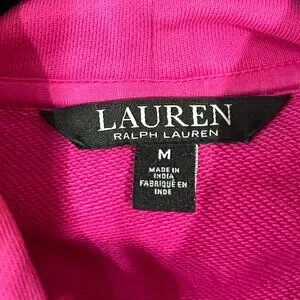 LAUREN
RALPH LAUREN
M
MADE IN
INDIA
FABRIQUÉ EN
INDE